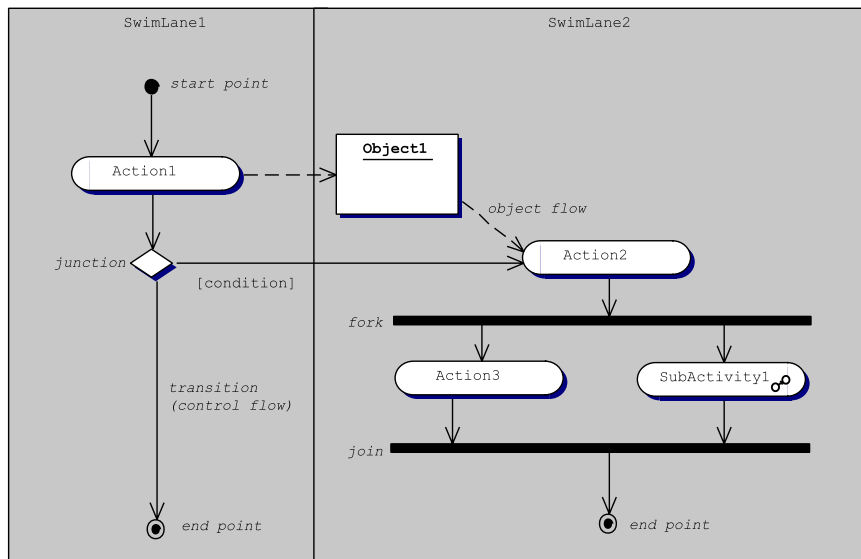 SwimLane1
SwimLane2
start point
Object1
Action1
object flow
Action2
junction
[condition]
fork
Action3
SubActivity1
transition
(control flow)
join
end point
end point